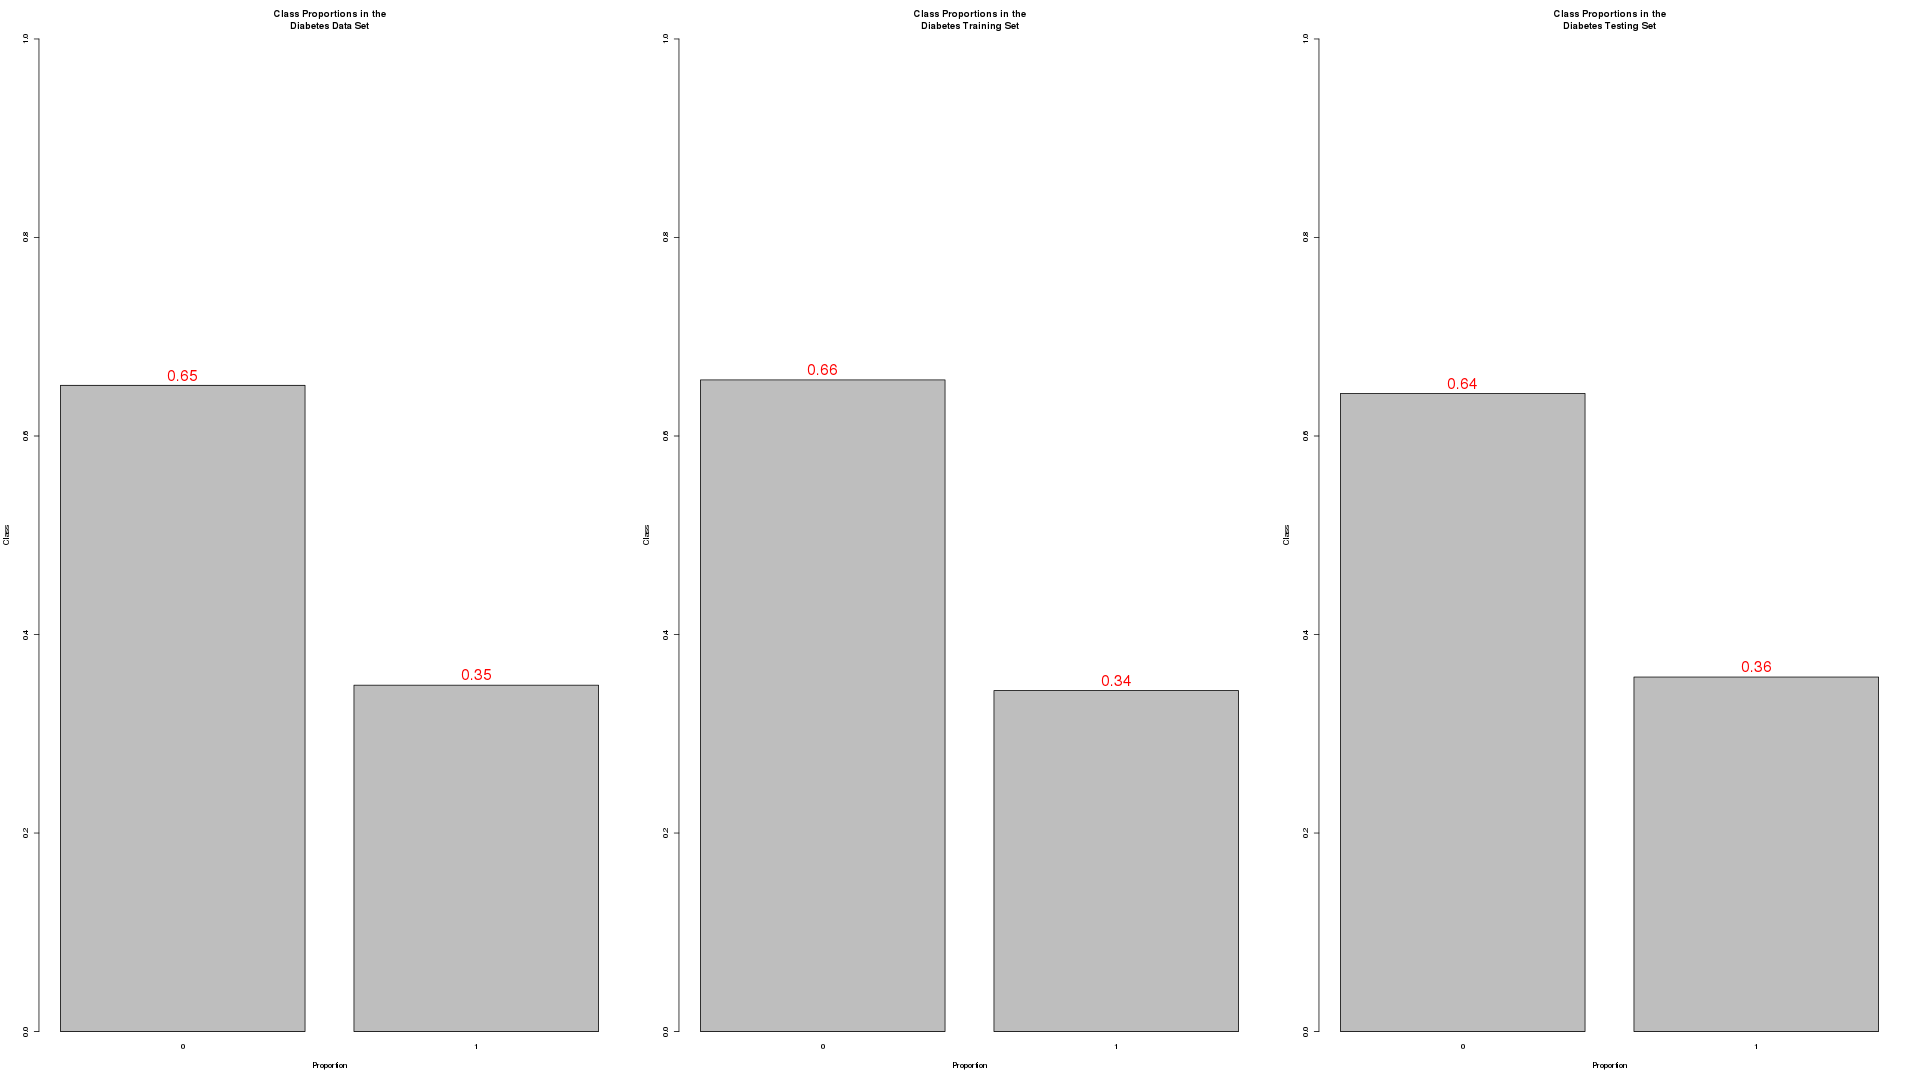 Class Proportions in the
Diabetes Data Set
1.0
0.8
0.6
0.4
0.2
0.0
Class
0.65
0.35
0
1
Proportion
Class Proportions in the
Diabetes Training Set
1.0
0.8
0.6
0.4
0.2
0.0
Class
0.66
0.34
0
1
Proportion
Class Proportions in the
Diabetes Testing Set
1.0
0.8
0.6
0.4
0.2
0.0
Class
0.64
0.36
0
1
Proportion